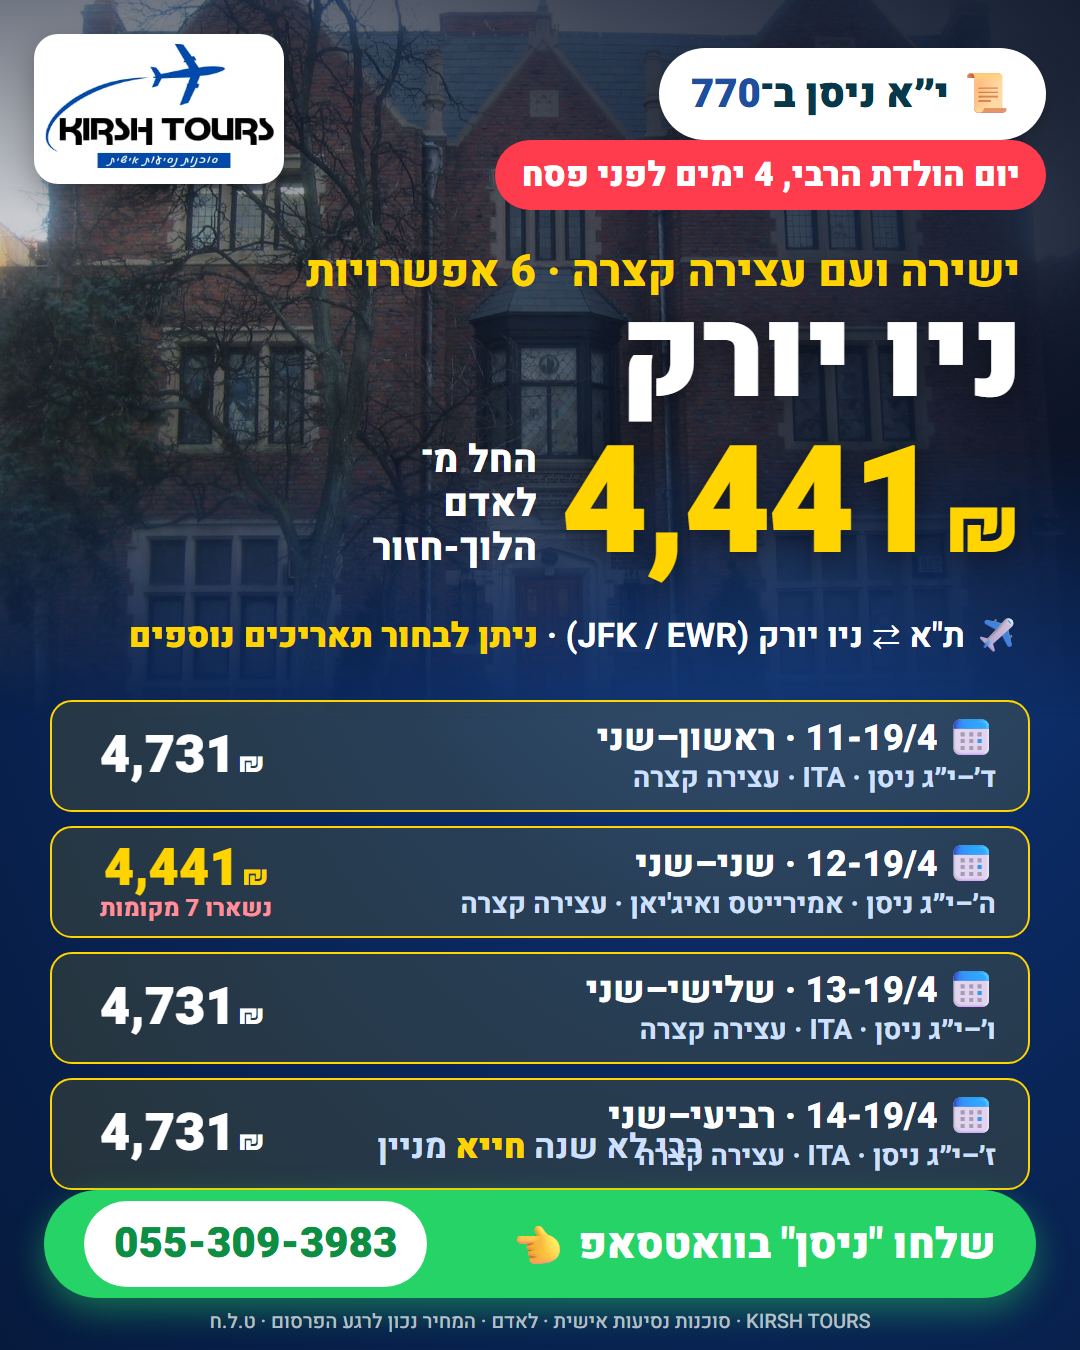 KIRSH TOURS
סוכנות נסיעות אישית
י״א ניסן ב־770
יום הולדת הרבי, 4 ימים לפני פסח
ישירה ועם עצירה קצרה · 6 אפשרויות
ניו יורק
₪4,441
החל מ־
לאדם
הלוך-חזור
ת"א ⇄ ניו יורק (JFK / EWR) · ניתן לבחור תאריכים נוספים
11-19/4 · ראשון–שני
ד׳–י״ג ניסן · ITA · עצירה קצרה
₪4,731
12-19/4 · שני–שני
ה׳–י״ג ניסן · אמירייטס ואיג'יאן · עצירה קצרה
₪4,441
נשארו 7 מקומות
13-19/4 · שלישי–שני
ו׳–י״ג ניסן · ITA · עצירה קצרה
₪4,731
14-19/4 · רביעי–שני
ז׳–י״ג ניסן · ITA · עצירה קצרה
₪4,731
רבי לא שנה חייא מניין
שלחו "ניסן" בוואטסאפ
055-309-3983
KIRSH TOURS · סוכנות נסיעות אישית · לאדם · המחיר נכון לרגע הפרסום · ט.ל.ח